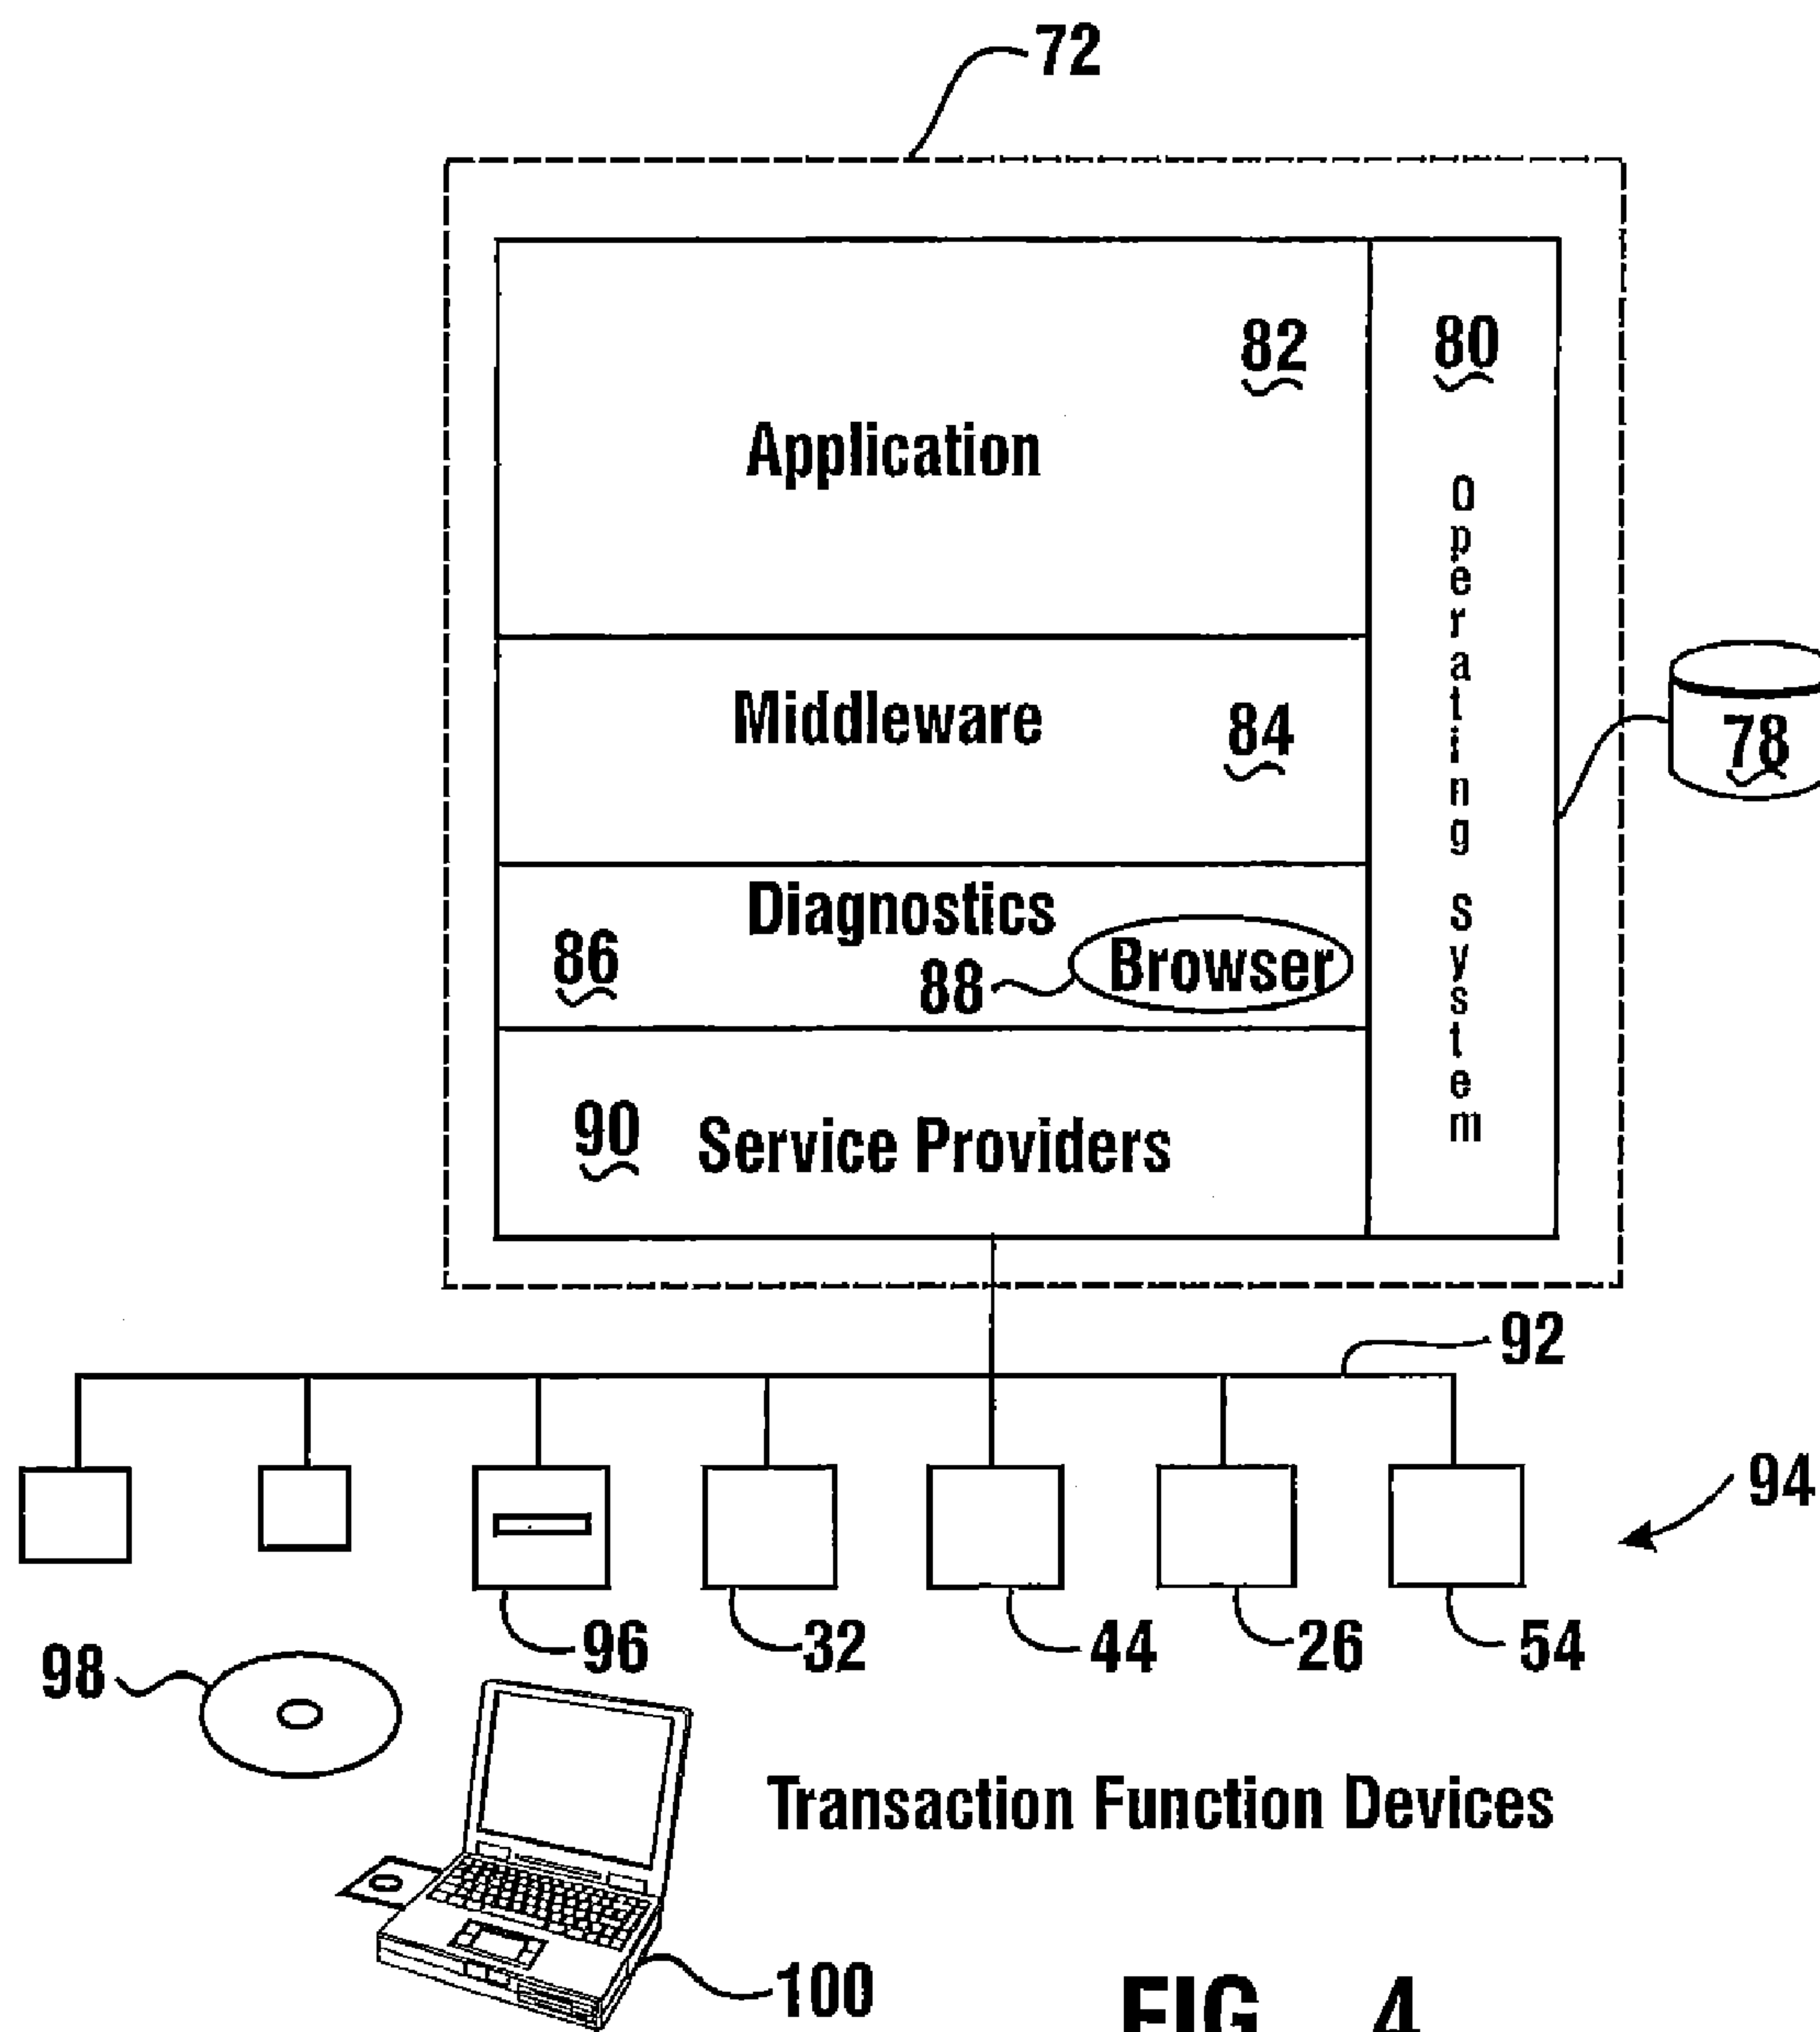 72
82
80
Application
operating system
Middleware
84
78
Diagnostics
86
88
Browser
90
Service Providers
92
94
96
32
44
26
54
98
Transaction Function Devices
100
FIG. 4